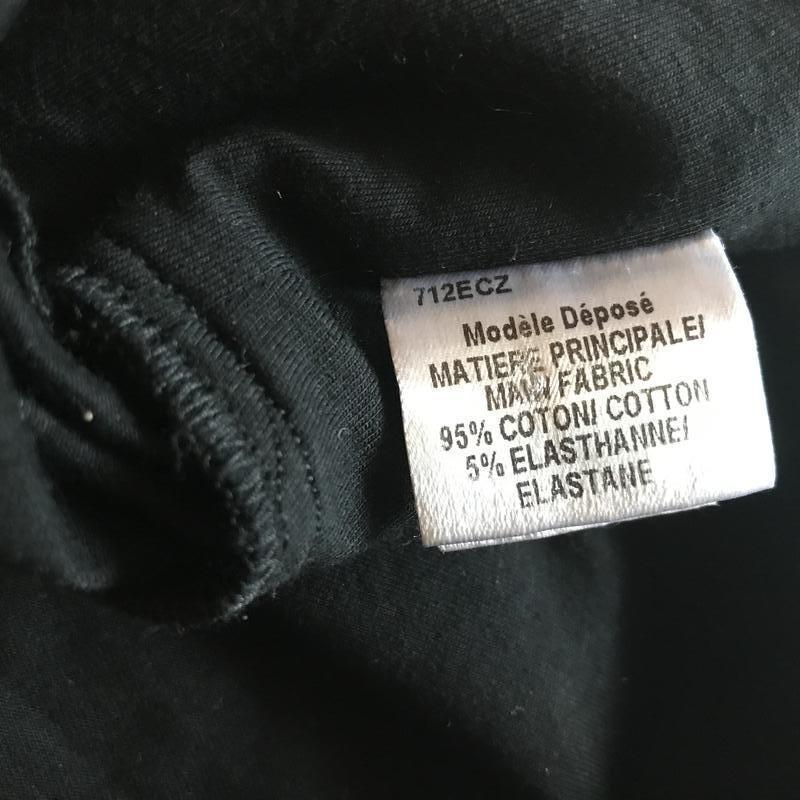 712ECZ
Modèle Déposé
MATIERE PRINCIPALE/
MAIN FABRIC
95% COTON/ COTTON
5% ELASTHANNE/
ELASTANE